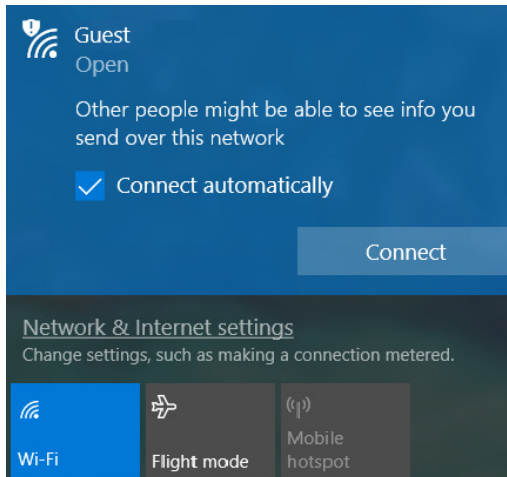 Guest
Open
Other people might be able to see info you
send over this network
Connect automatically
Connect
Network & Internet settings
Change settings, such as making a connection metered.
Wi-Fi
Flight mode
Mobile
hotspot